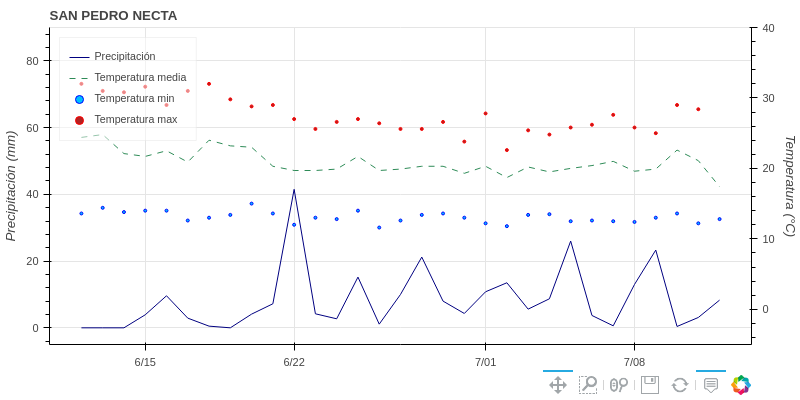 SAN PEDRO NECTA
Precipitación
Temperatura media
Temperatura min
Temperatura max
Precipitación (mm)
80
60
40
20
0
Temperatura (°C)
40
30
20
10
0
6/15
6/22
7/01
7/08